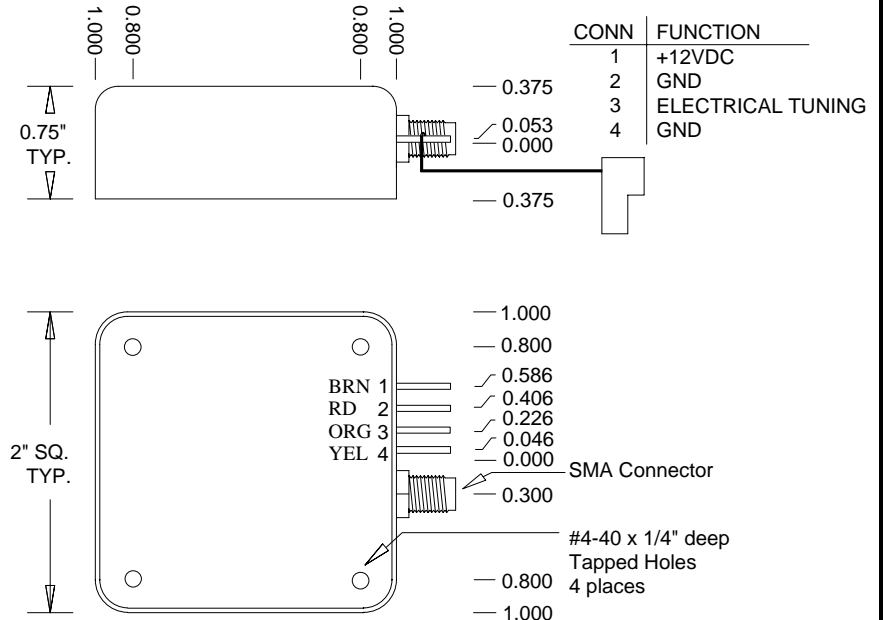 1.000
0.800
0.800
1.000
CONN FUNCTION
1 +12VDC
2 GND
3 ELECTRICAL TUNING
4 GND
0.75"
TYP.
0.375
0.053
0.000
0.375
2" SQ.
TYP.
BRN 1
RD 2
ORG 3
YEL 4
1.000
0.800
0.586
0.406
0.226
0.046
0.000
0.300
0.800
1.000
SMA Connector
#4-40 x 1/4" deep
Tapped Holes
4 places